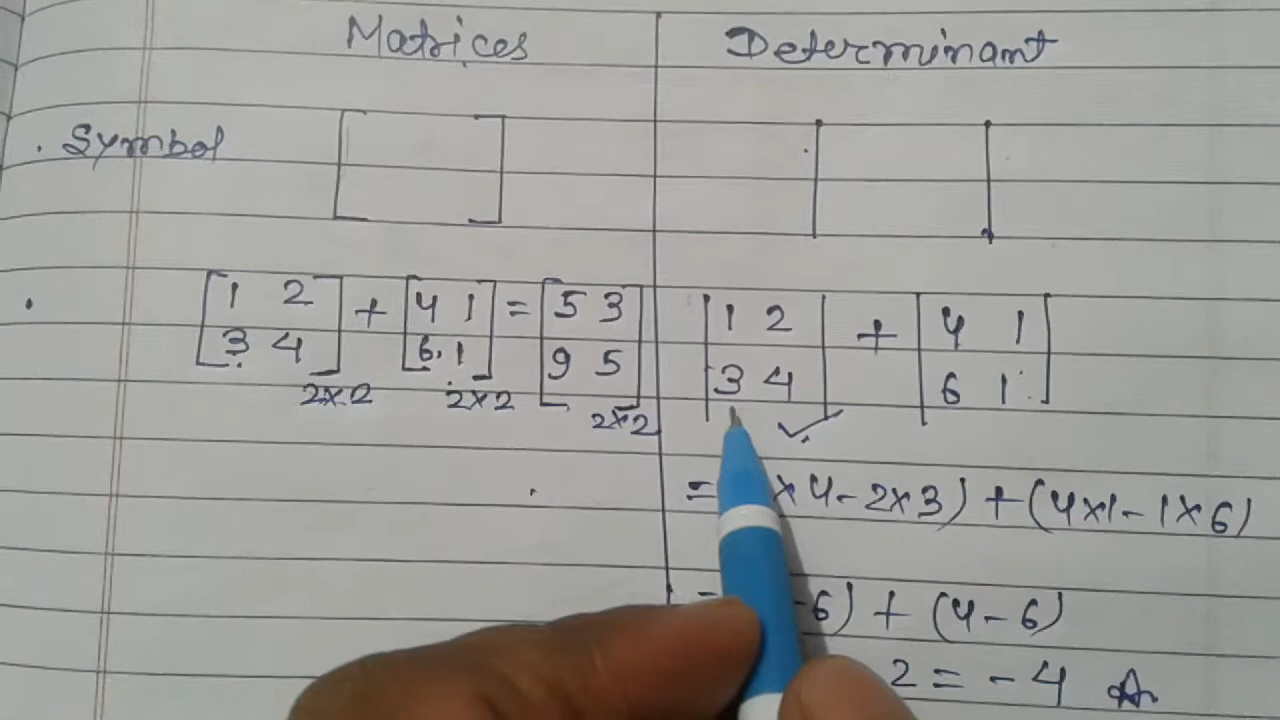 Matrices Determinant
. Symbol [ ] | |
. [1 2 + [4 1 = [5 3 |1 2| + |4 1|
3 4] 6 1] 9 5] |3 4| |6 1|
2×2 2×2 2×2 ✓
= ×4-2×3) + (4×1-1×6)
= -6) + (4-6)
2 = -4